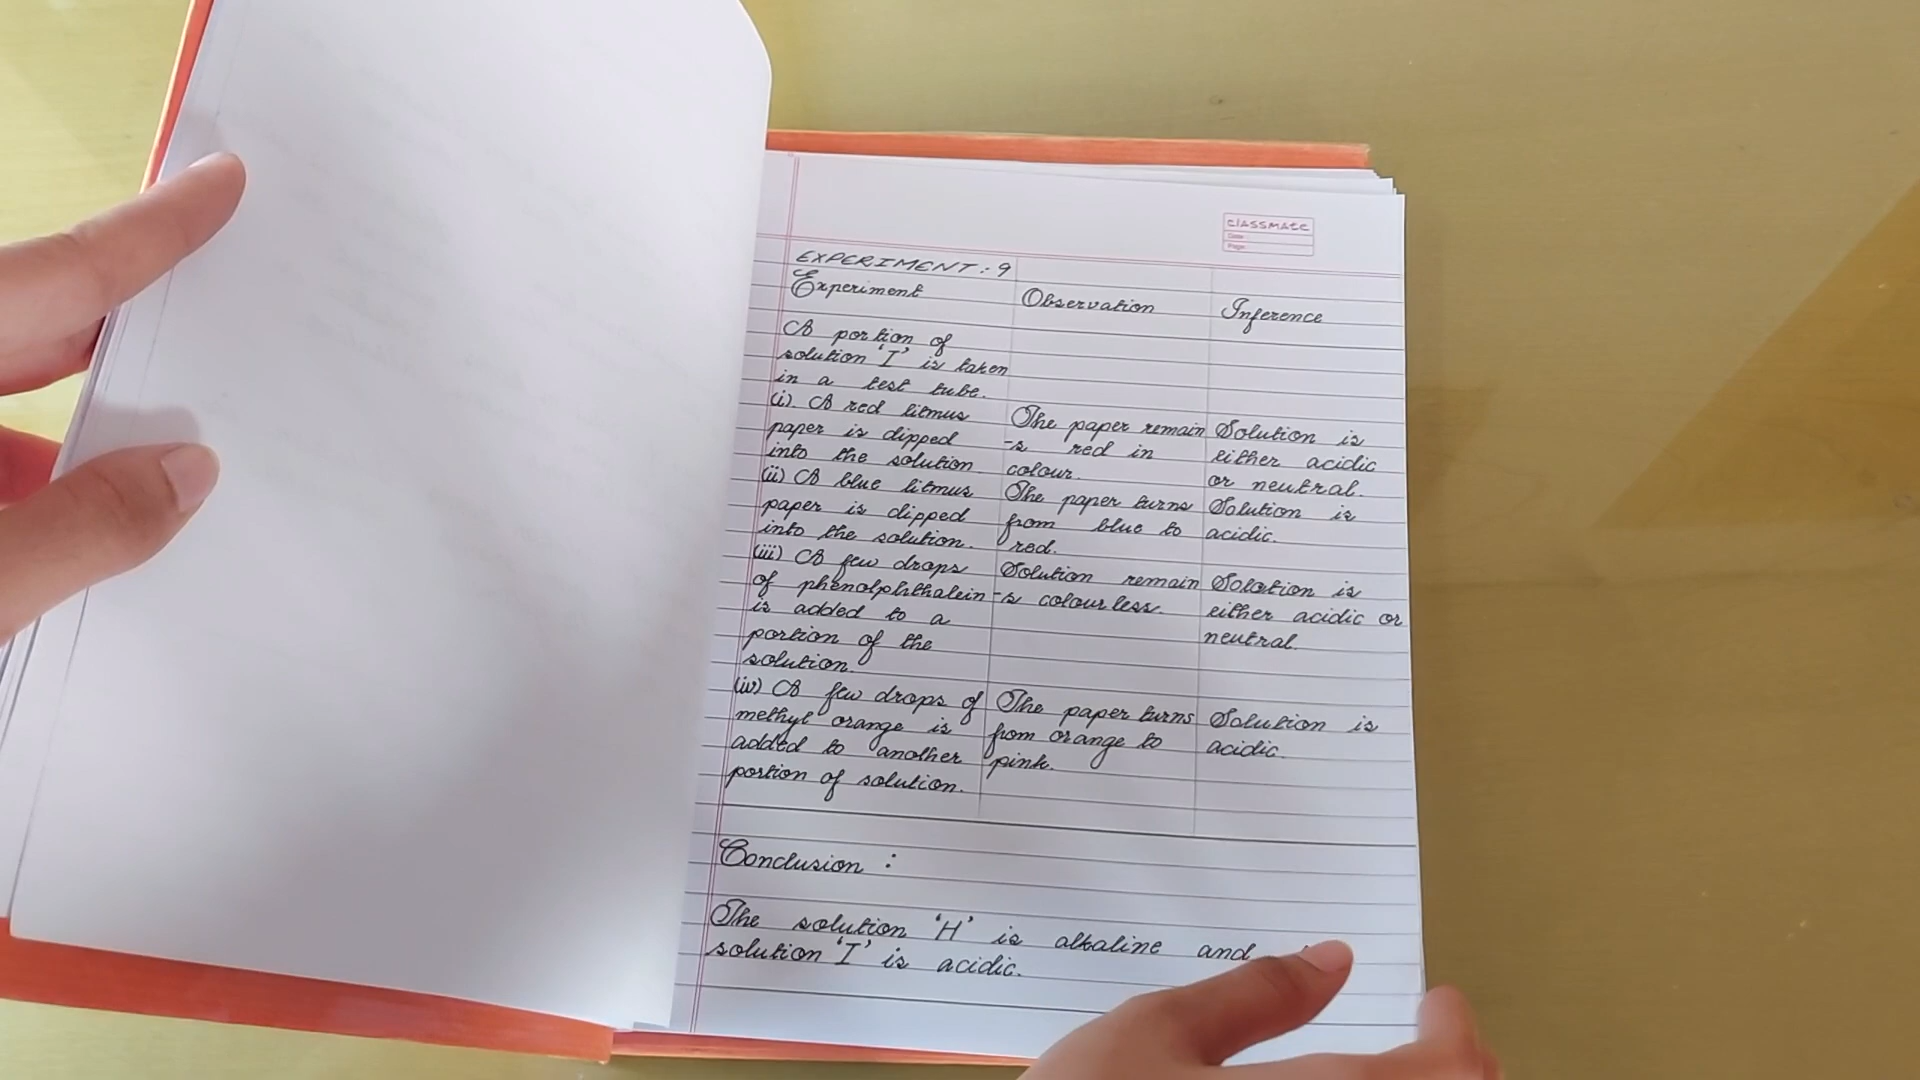 classmate
Date
Page
EXPERIMENT : 9
Experiment Observation Inference
A portion of
solution 'I' is taken
in a test tube.
(i) A red litmus The paper remain Solution is
paper is dipped -s red in either acidic
into the solution. colour. or neutral.
(ii) A blue litmus The paper turns Solution is
paper is dipped from blue to acidic.
into the solution. red.
(iii) A few drops Solution remain Solution is
of phenolphthalein -s colourless. either acidic or
is added to a neutral.
portion of the
solution.
(iv) A few drops of The paper turns Solution is
methyl orange is from orange to acidic.
added to another pink.
portion of solution.
Conclusion :
The solution 'H' is alkaline and
solution 'I' is acidic.